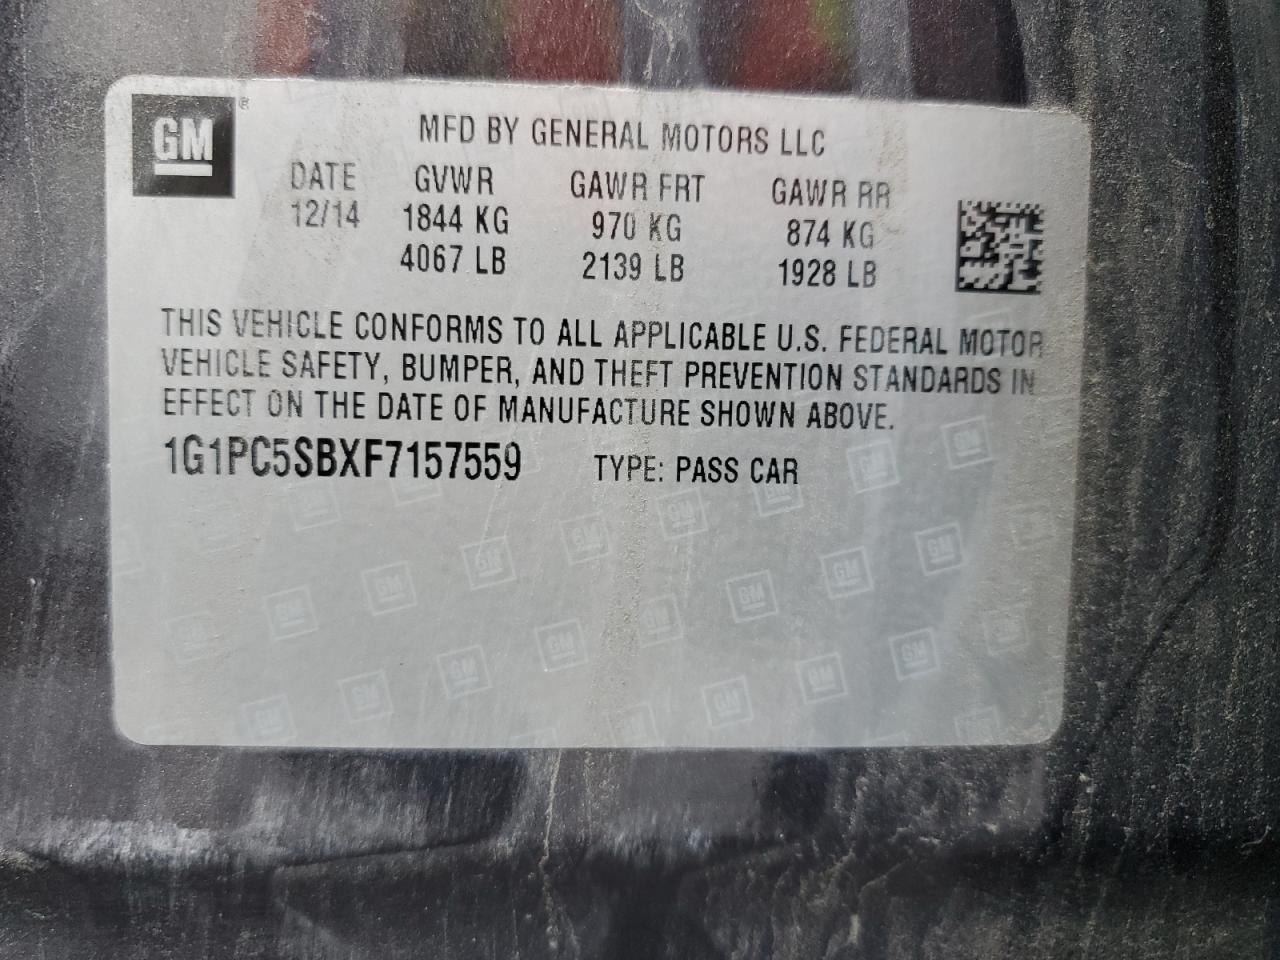 GM ®
MFD BY GENERAL MOTORS LLC
DATE GVWR GAWR FRT GAWR RR
12/14 1844 KG 970 KG 874 KG
4067 LB 2139 LB 1928 LB
THIS VEHICLE CONFORMS TO ALL APPLICABLE U.S. FEDERAL MOTOR
VEHICLE SAFETY, BUMPER, AND THEFT PREVENTION STANDARDS IN
EFFECT ON THE DATE OF MANUFACTURE SHOWN ABOVE.
1G1PC5SBXF7157559 TYPE: PASS CAR